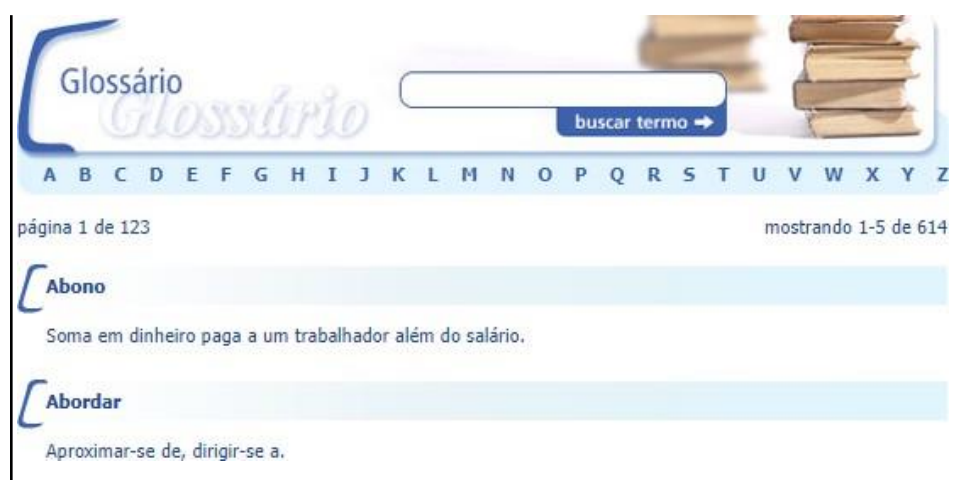 Glossário
Glossário
buscar termo
A B C D E F G H I J K L M N O P Q R S T U V W X Y Z
página 1 de 123
mostrando 1-5 de 614
Abono
Soma em dinheiro paga a um trabalhador além do salário.
Abordar
Aproximar-se de, dirigir-se a.